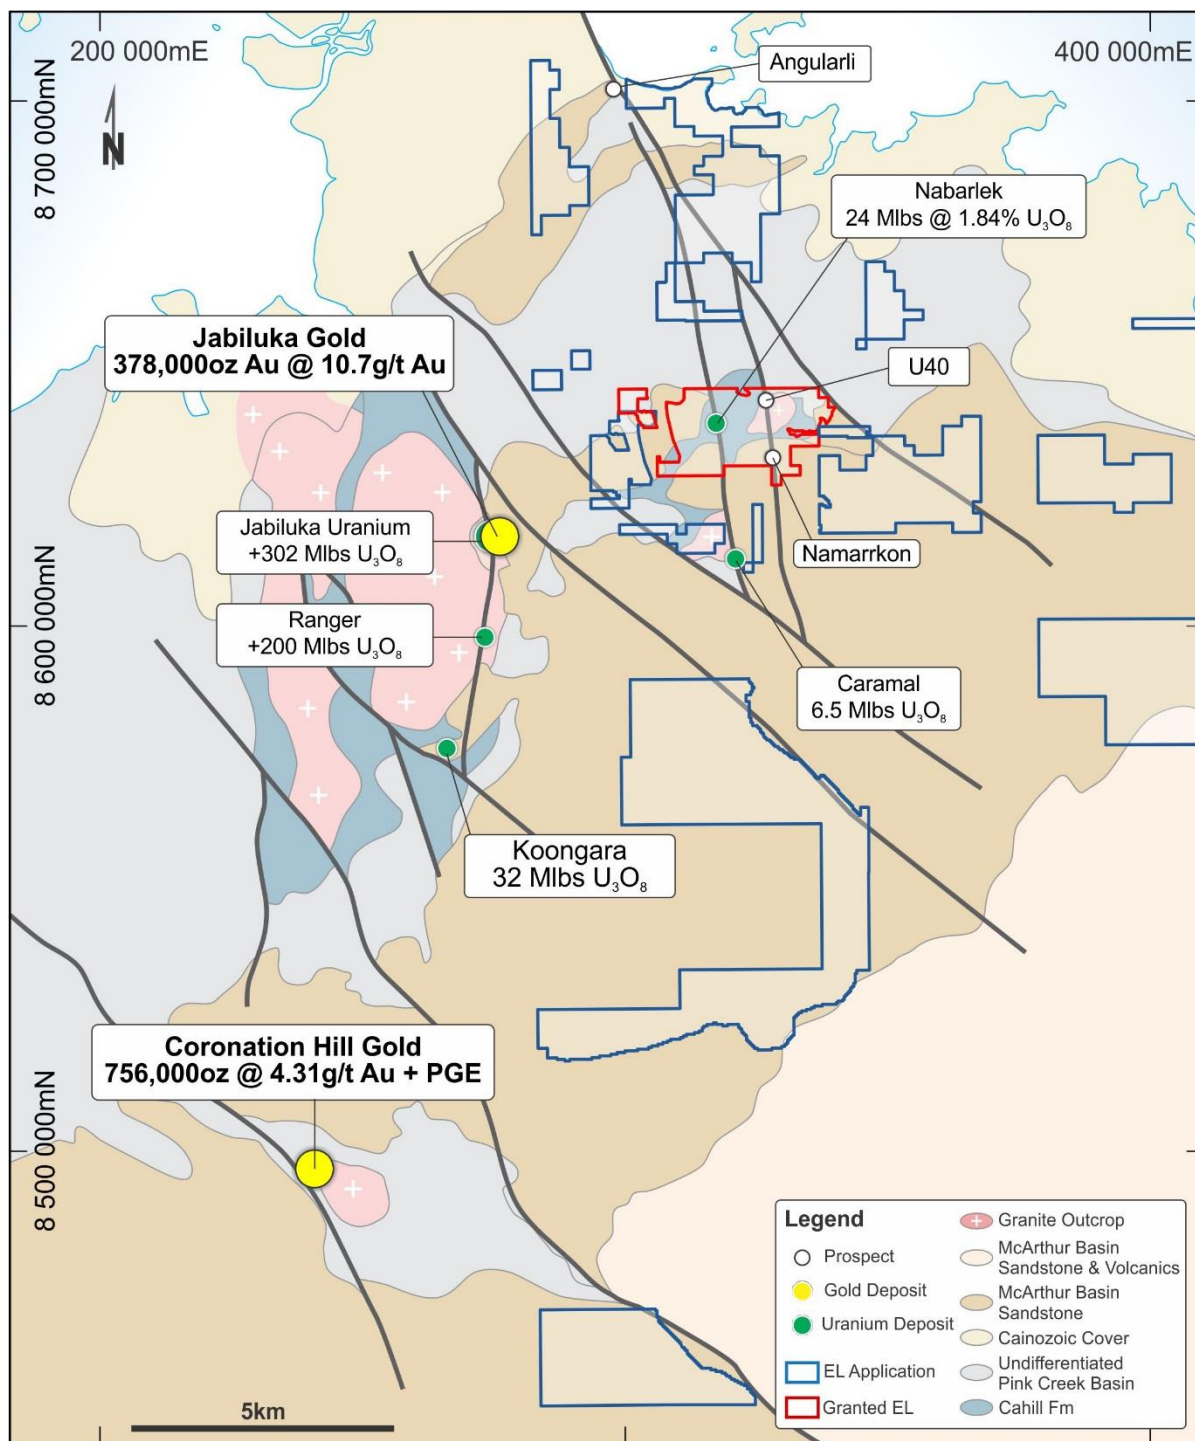 200 000mE
400 000mE
8 700 000mN
8 600 000mN
8 500 000mN
N
Angularli
Nabarlek
24 Mlbs @ 1.84% U₃O₈
Jabiluka Gold
378,000oz Au @ 10.7g/t Au
U40
Jabiluka Uranium
+302 Mlbs U₃O₈
Namarrkon
Ranger
+200 Mlbs U₃O₈
Caramal
6.5 Mlbs U₃O₈
Koongara
32 Mlbs U₃O₈
Coronation Hill Gold
756,000oz @ 4.31g/t Au + PGE
5km
Legend
Prospect
Gold Deposit
Uranium Deposit
EL Application
Granted EL
Granite Outcrop
McArthur Basin
Sandstone & Volcanics
McArthur Basin
Sandstone
Cainozoic Cover
Undifferentiated
Pink Creek Basin
Cahill Fm